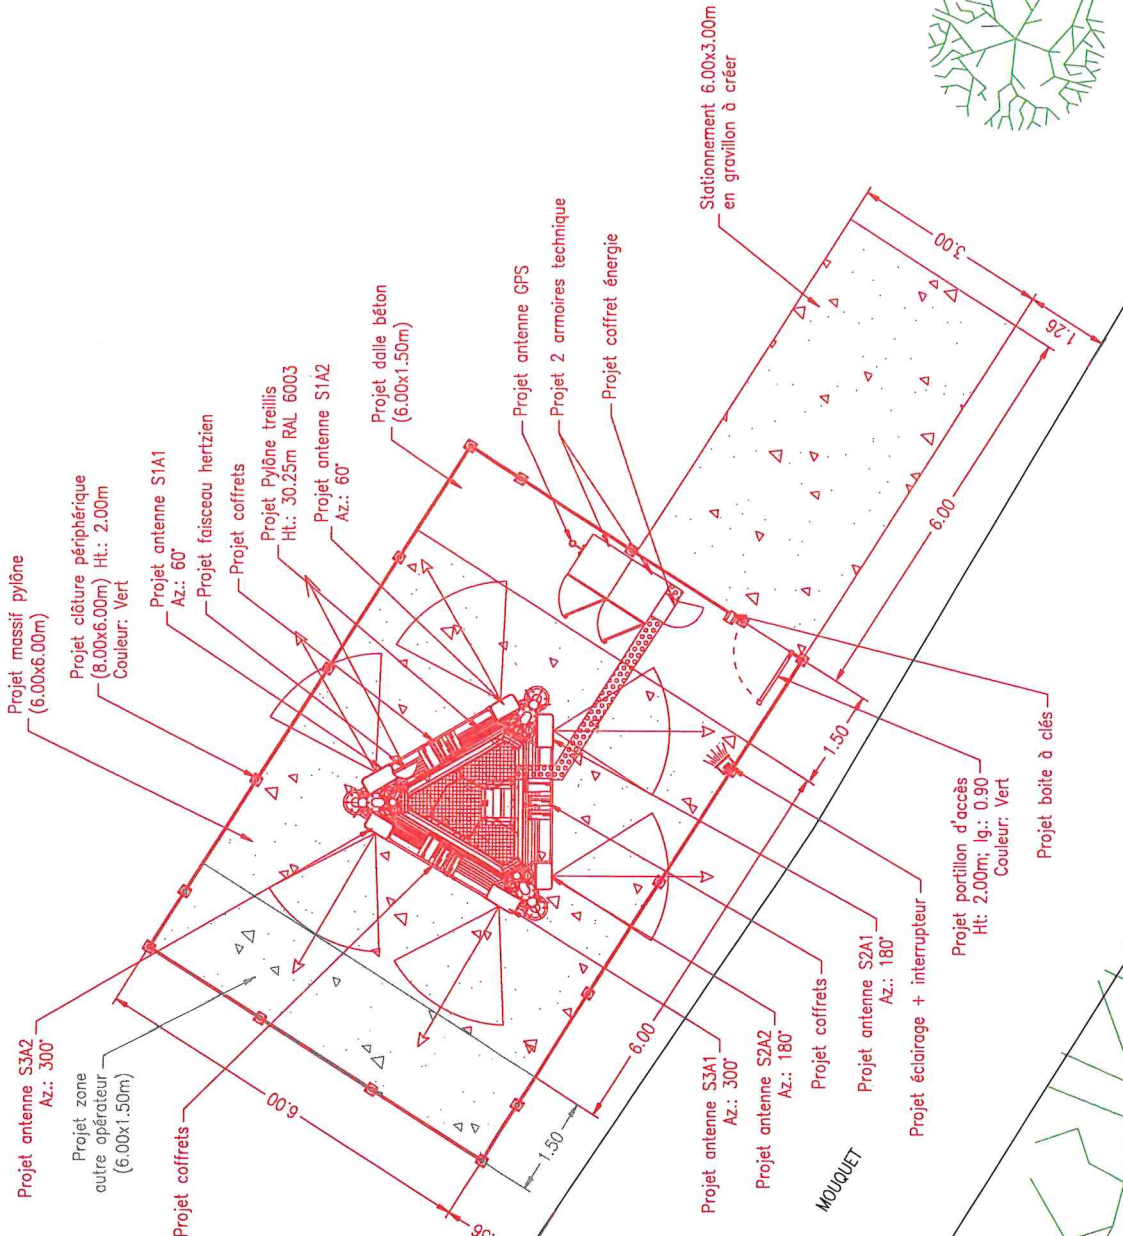 Projet massif pylône
(6.00x6.00m)
Projet clôture périphérique
(8.00x6.00m) Ht.: 2.00m
Couleur: Vert
Projet antenne S1A1
Az.: 60°
Projet faisceau hertzien
Projet coffrets
Projet Pylône treillis
Ht.: 30.25m RAL 6003
Projet antenne S1A2
Az.: 60°
Projet dalle béton
(6.00x1.50m)
Projet antenne GPS
Projet 2 armoires technique
Projet coffret énergie
Stationnement 6.00x3.00m
en gravillon à créer
3.00
1.26
6.00
1.50
6.00
1.50
6.00
Projet antenne S3A2
Az.: 300°
Projet zone
autre opérateur
(6.00x1.50m)
Projet coffrets
Projet antenne S3A1
Az.: 300°
Projet antenne S2A2
Az.: 180°
Projet coffrets
Projet antenne S2A1
Az.: 180°
Projet éclairage + interrupteur
Projet portillon d'accès
Ht: 2.00m; lg.: 0.90
Couleur: Vert
Projet boite à clés
MOUQUET